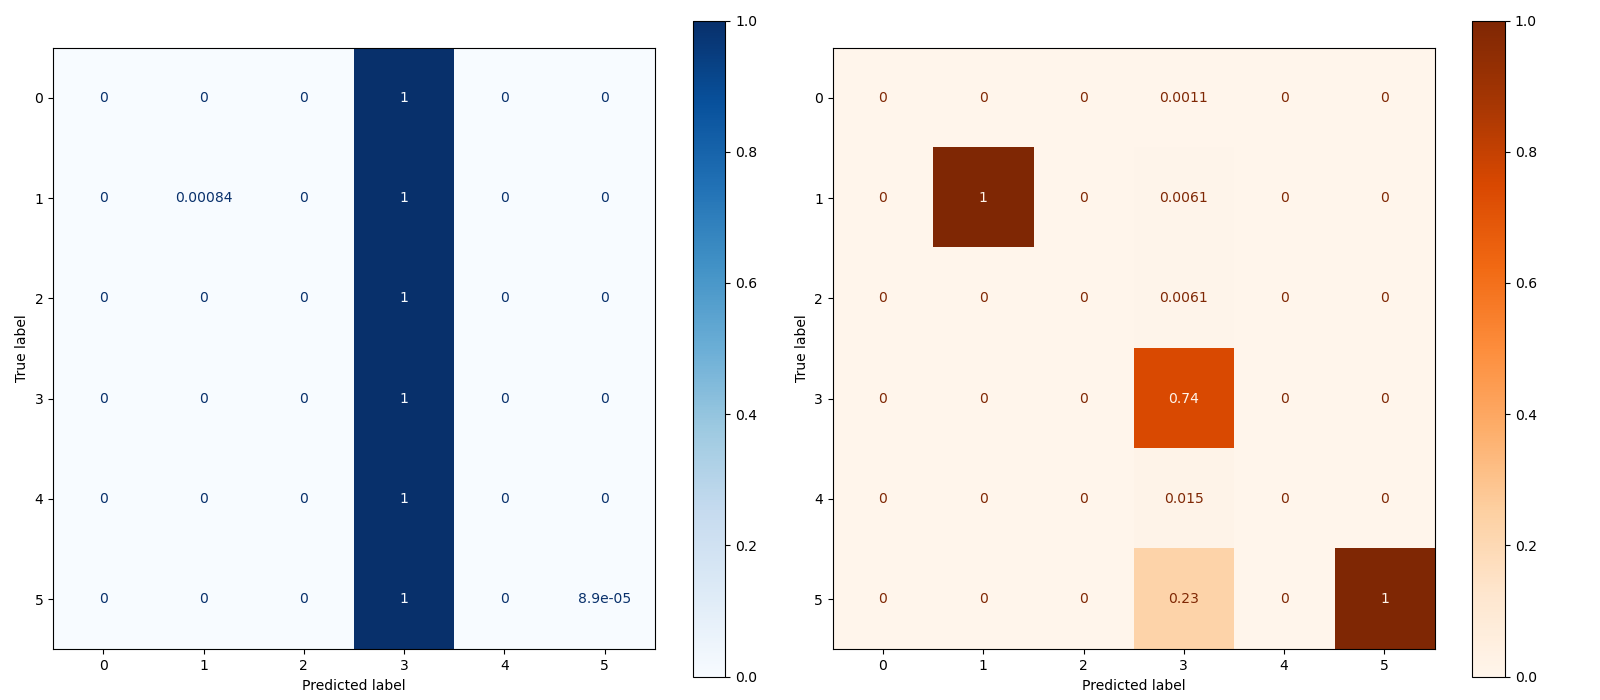 1.0
0.8
0.6
0.4
0.2
0.0
True label
0 0 0 0 1 0 0
1 0 0.00084 0 1 0 0
2 0 0 0 1 0 0
3 0 0 0 1 0 0
4 0 0 0 1 0 0
5 0 0 0 1 0 8.9e-05
0 1 2 3 4 5
Predicted label
1.0
0.8
0.6
0.4
0.2
0.0
True label
0 0 0 0 0.0011 0 0
1 0 1 0 0.0061 0 0
2 0 0 0 0.0061 0 0
3 0 0 0 0.74 0 0
4 0 0 0 0.015 0 0
5 0 0 0 0.23 0 1
0 1 2 3 4 5
Predicted label